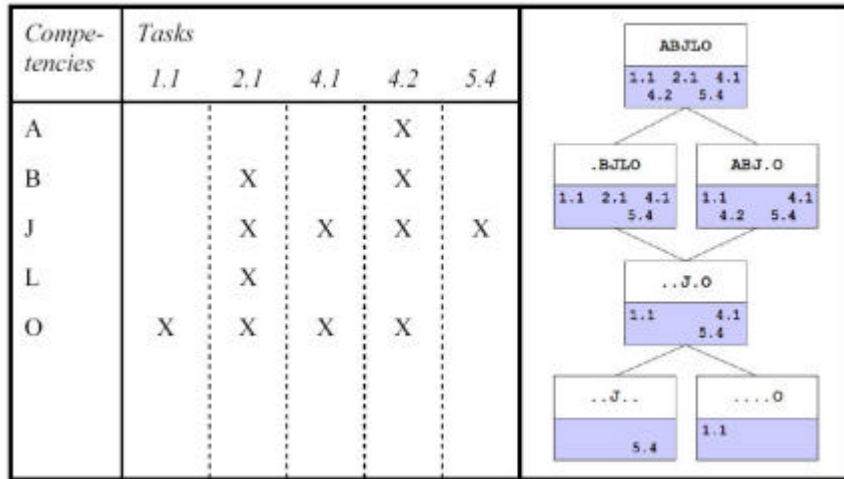 Compe-
tencies
Tasks
1.1 2.1 4.1 4.2 5.4
A X
B X X
J X X X X
L X
O X X X X
ABJLO
1.1 2.1 4.1
4.2 5.4
.BJLO
1.1 2.1 4.1
5.4
ABJ.O
1.1 4.1
4.2 5.4
..J.O
1.1 4.1
5.4
..J..
5.4
....O
1.1